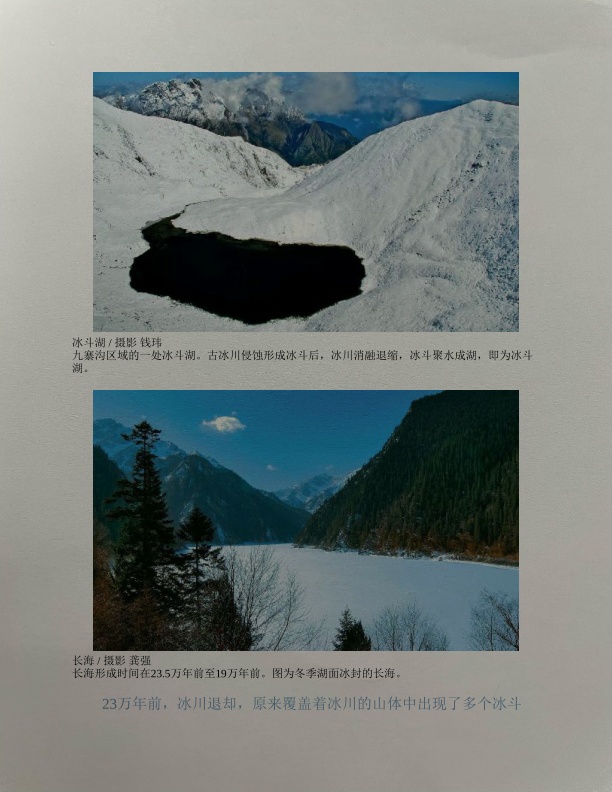 冰斗湖 / 摄影 钱玮
九寨沟区域的一处冰斗湖。古冰川侵蚀形成冰斗后，冰川消融退缩，冰斗聚水成湖，即为冰斗
湖。
长海 / 摄影 龚强
长海形成时间在23.5万年前至19万年前。图为冬季湖面冰封的长海。
23万年前，冰川退却，原来覆盖着冰川的山体中出现了多个冰斗